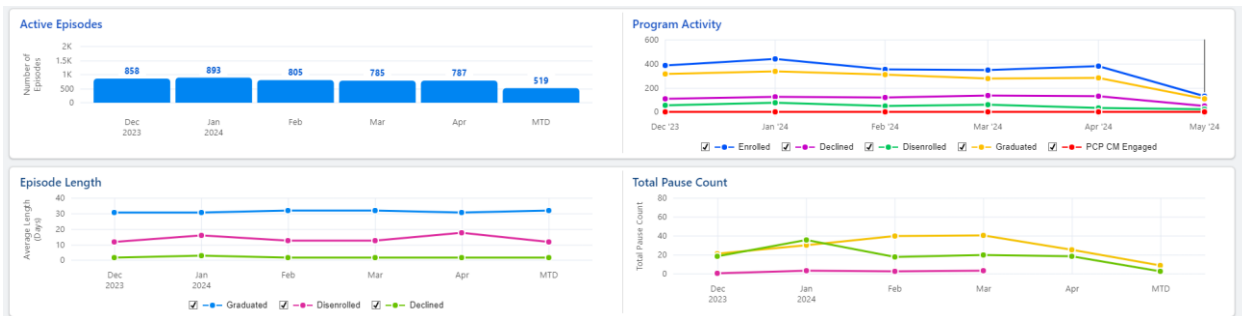 Active Episodes
Number of
Episodes
2K
1.5K
1K
500
0
858
893
805
785
787
519
Dec
2023
Jan
2024
Feb
Mar
Apr
MTD
Program Activity
600
400
200
0
Dec '23
Jan '24
Feb '24
Mar '24
Apr '24
May '24
Enrolled
Declined
Disenrolled
Graduated
PCP CM Engaged
Episode Length
Average Length
(Days)
40
30
20
10
0
Dec
2023
Jan
2024
Feb
Mar
Apr
MTD
Graduated
Disenrolled
Declined
Total Pause Count
Total Pause Count
80
60
40
20
0
Dec
2023
Jan
2024
Feb
Mar
Apr
MTD